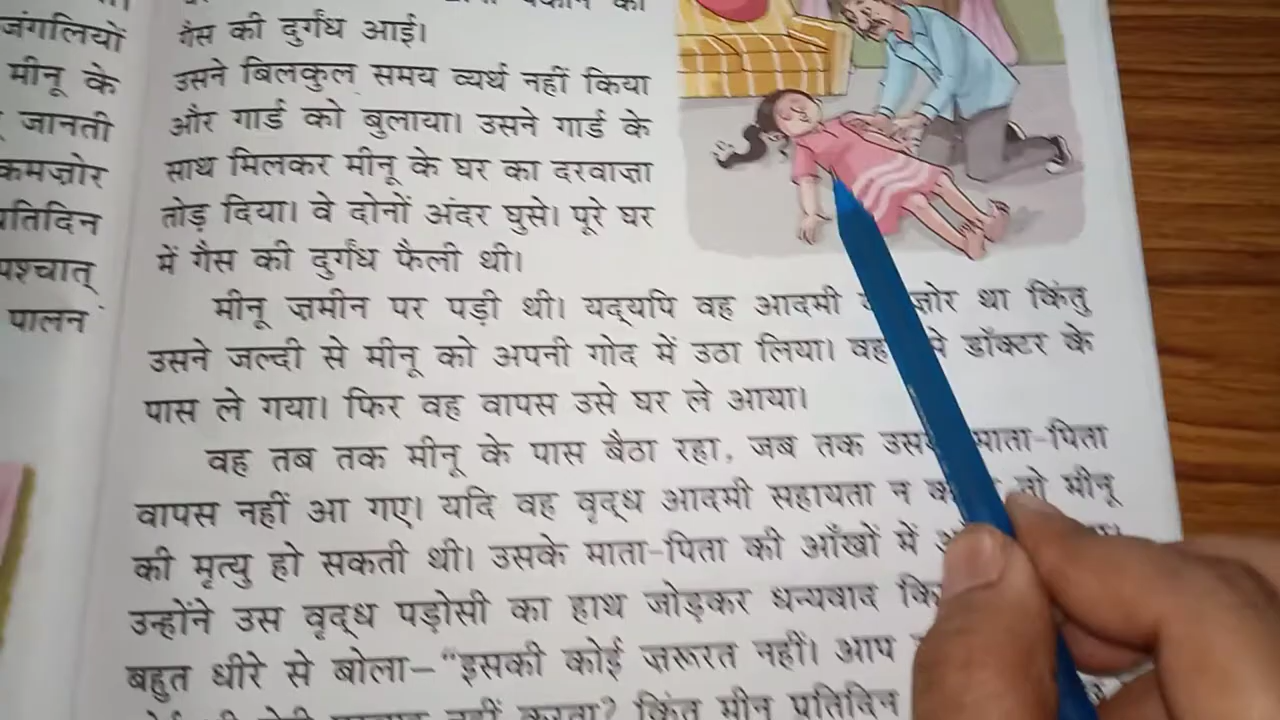 जंगलियों
मीनू के
जानती
कमज़ोर
प्रतिदिन
पश्चात्
पालन
गैस की दुर्गंध आई।
उसने बिलकुल समय व्यर्थ नहीं किया
और गार्ड को बुलाया। उसने गार्ड के
साथ मिलकर मीनू के घर का दरवाज़ा
तोड़ दिया। वे दोनों अंदर घुसे। पूरे घर
में गैस की दुर्गंध फैली थी।
मीनू ज़मीन पर पड़ी थी। यद्यपि वह आदमी था किंतु
उसने जल्दी से मीनू को अपनी गोद में उठा लिया। वह डॉक्टर के
पास ले गया। फिर वह वापस उसे घर ले आया।
वह तब तक मीनू के पास बैठा रहा, जब तक माता-पिता
वापस नहीं आ गए। यदि वह वृद्ध आदमी सहायता न तो मीनू
की मृत्यु हो सकती थी। उसके माता-पिता की आँखों में
उन्होंने उस वृद्ध पड़ोसी का हाथ जोड़कर धन्यवाद
बहुत धीरे से बोला–“इसकी कोई ज़रूरत नहीं। आप
नहीं करता? किंतु मीनू प्रतिदिन